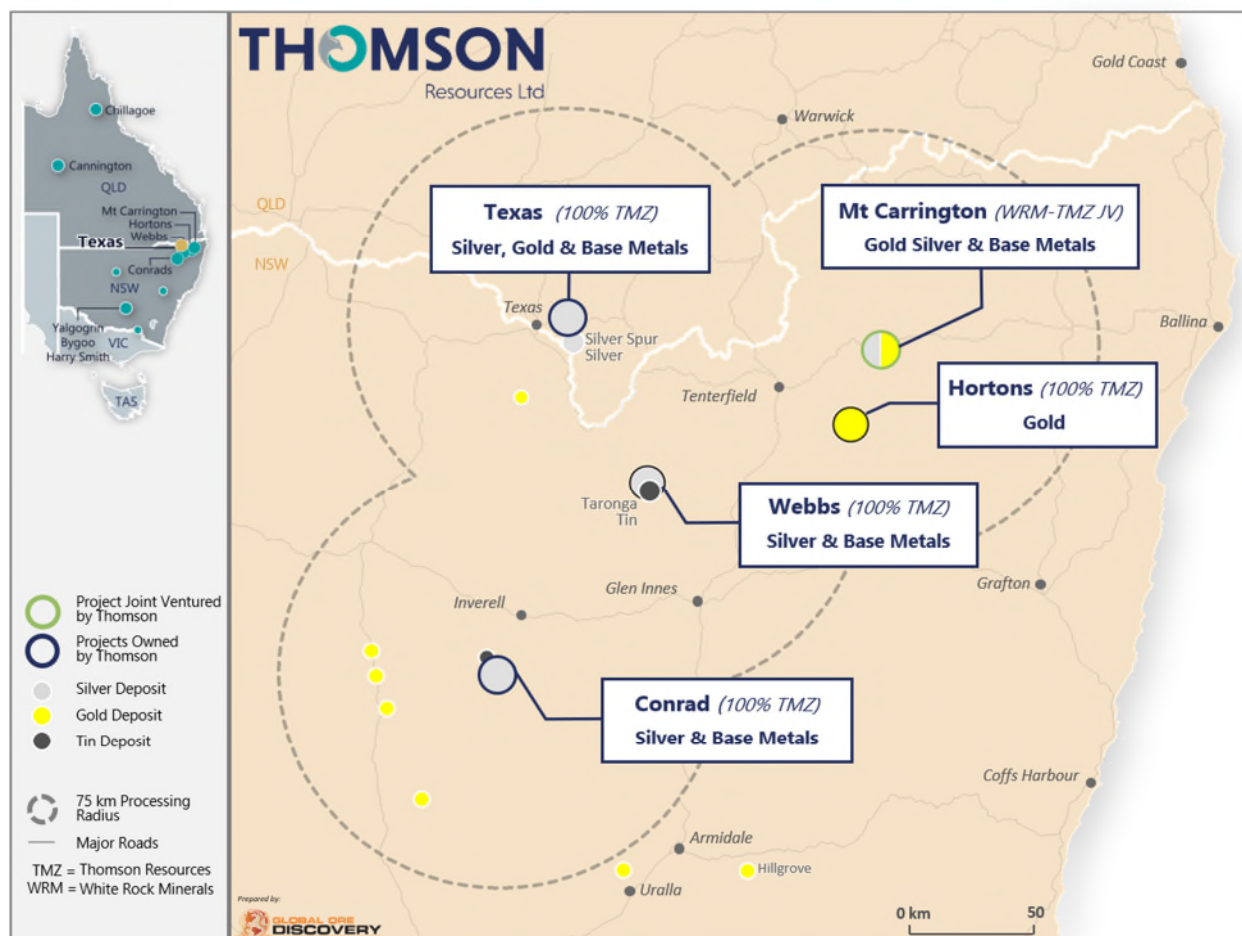 THOMSON
Resources Ltd
Chillagoe
Cannington
QLD
Mt Carrington
Hortons
Webbs
Texas
Conrads
NSW
Yalgogrin
Bygoo
Harry Smith
VIC
TAS
Project Joint Ventured
by Thomson
Projects Owned
by Thomson
Silver Deposit
Gold Deposit
Tin Deposit
75 km Processing
Radius
Major Roads
TMZ = Thomson Resources
WRM = White Rock Minerals
Gold Coast
Warwick
QLD
NSW
Texas (100% TMZ)
Silver, Gold & Base Metals
Mt Carrington (WRM-TMZ JV)
Gold Silver & Base Metals
Texas
Silver Spur
Silver
Ballina
Tenterfield
Hortons (100% TMZ)
Gold
Taronga
Tin
Webbs (100% TMZ)
Silver & Base Metals
Glen Innes
Grafton
Inverell
Conrad (100% TMZ)
Silver & Base Metals
Coffs Harbour
Armidale
Hillgrove
Uralla
Prepared by:
GLOBAL ORE
DISCOVERY
0 km 50